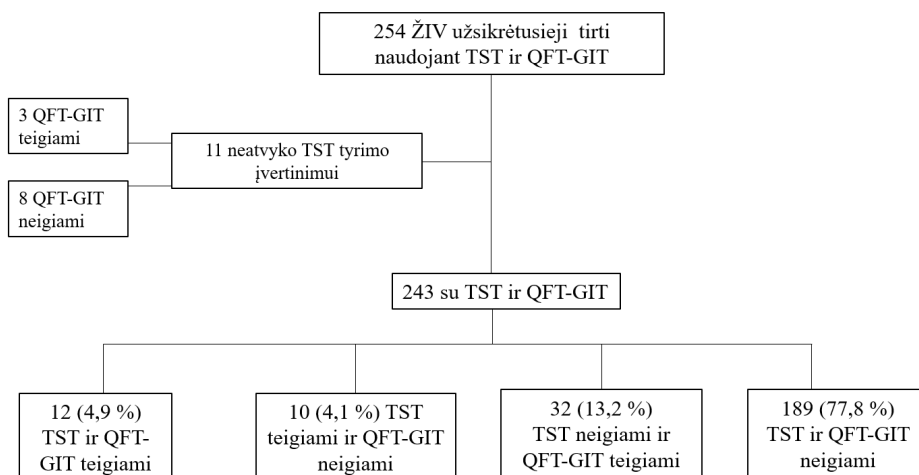 254 ŽIV užsikrėtusieji tirti
naudojant TST ir QFT-GIT
3 QFT-GIT
teigiami
11 neatvyko TST tyrimo
įvertinimui
8 QFT-GIT
neigiami
243 su TST ir QFT-GIT
12 (4,9 %)
TST ir QFT-
GIT teigiami
10 (4,1 %) TST
teigiami ir QFT-GIT
neigiami
32 (13,2 %)
TST neigiami ir
QFT-GIT teigiami
189 (77,8 %)
TST ir QFT-GIT
neigiami